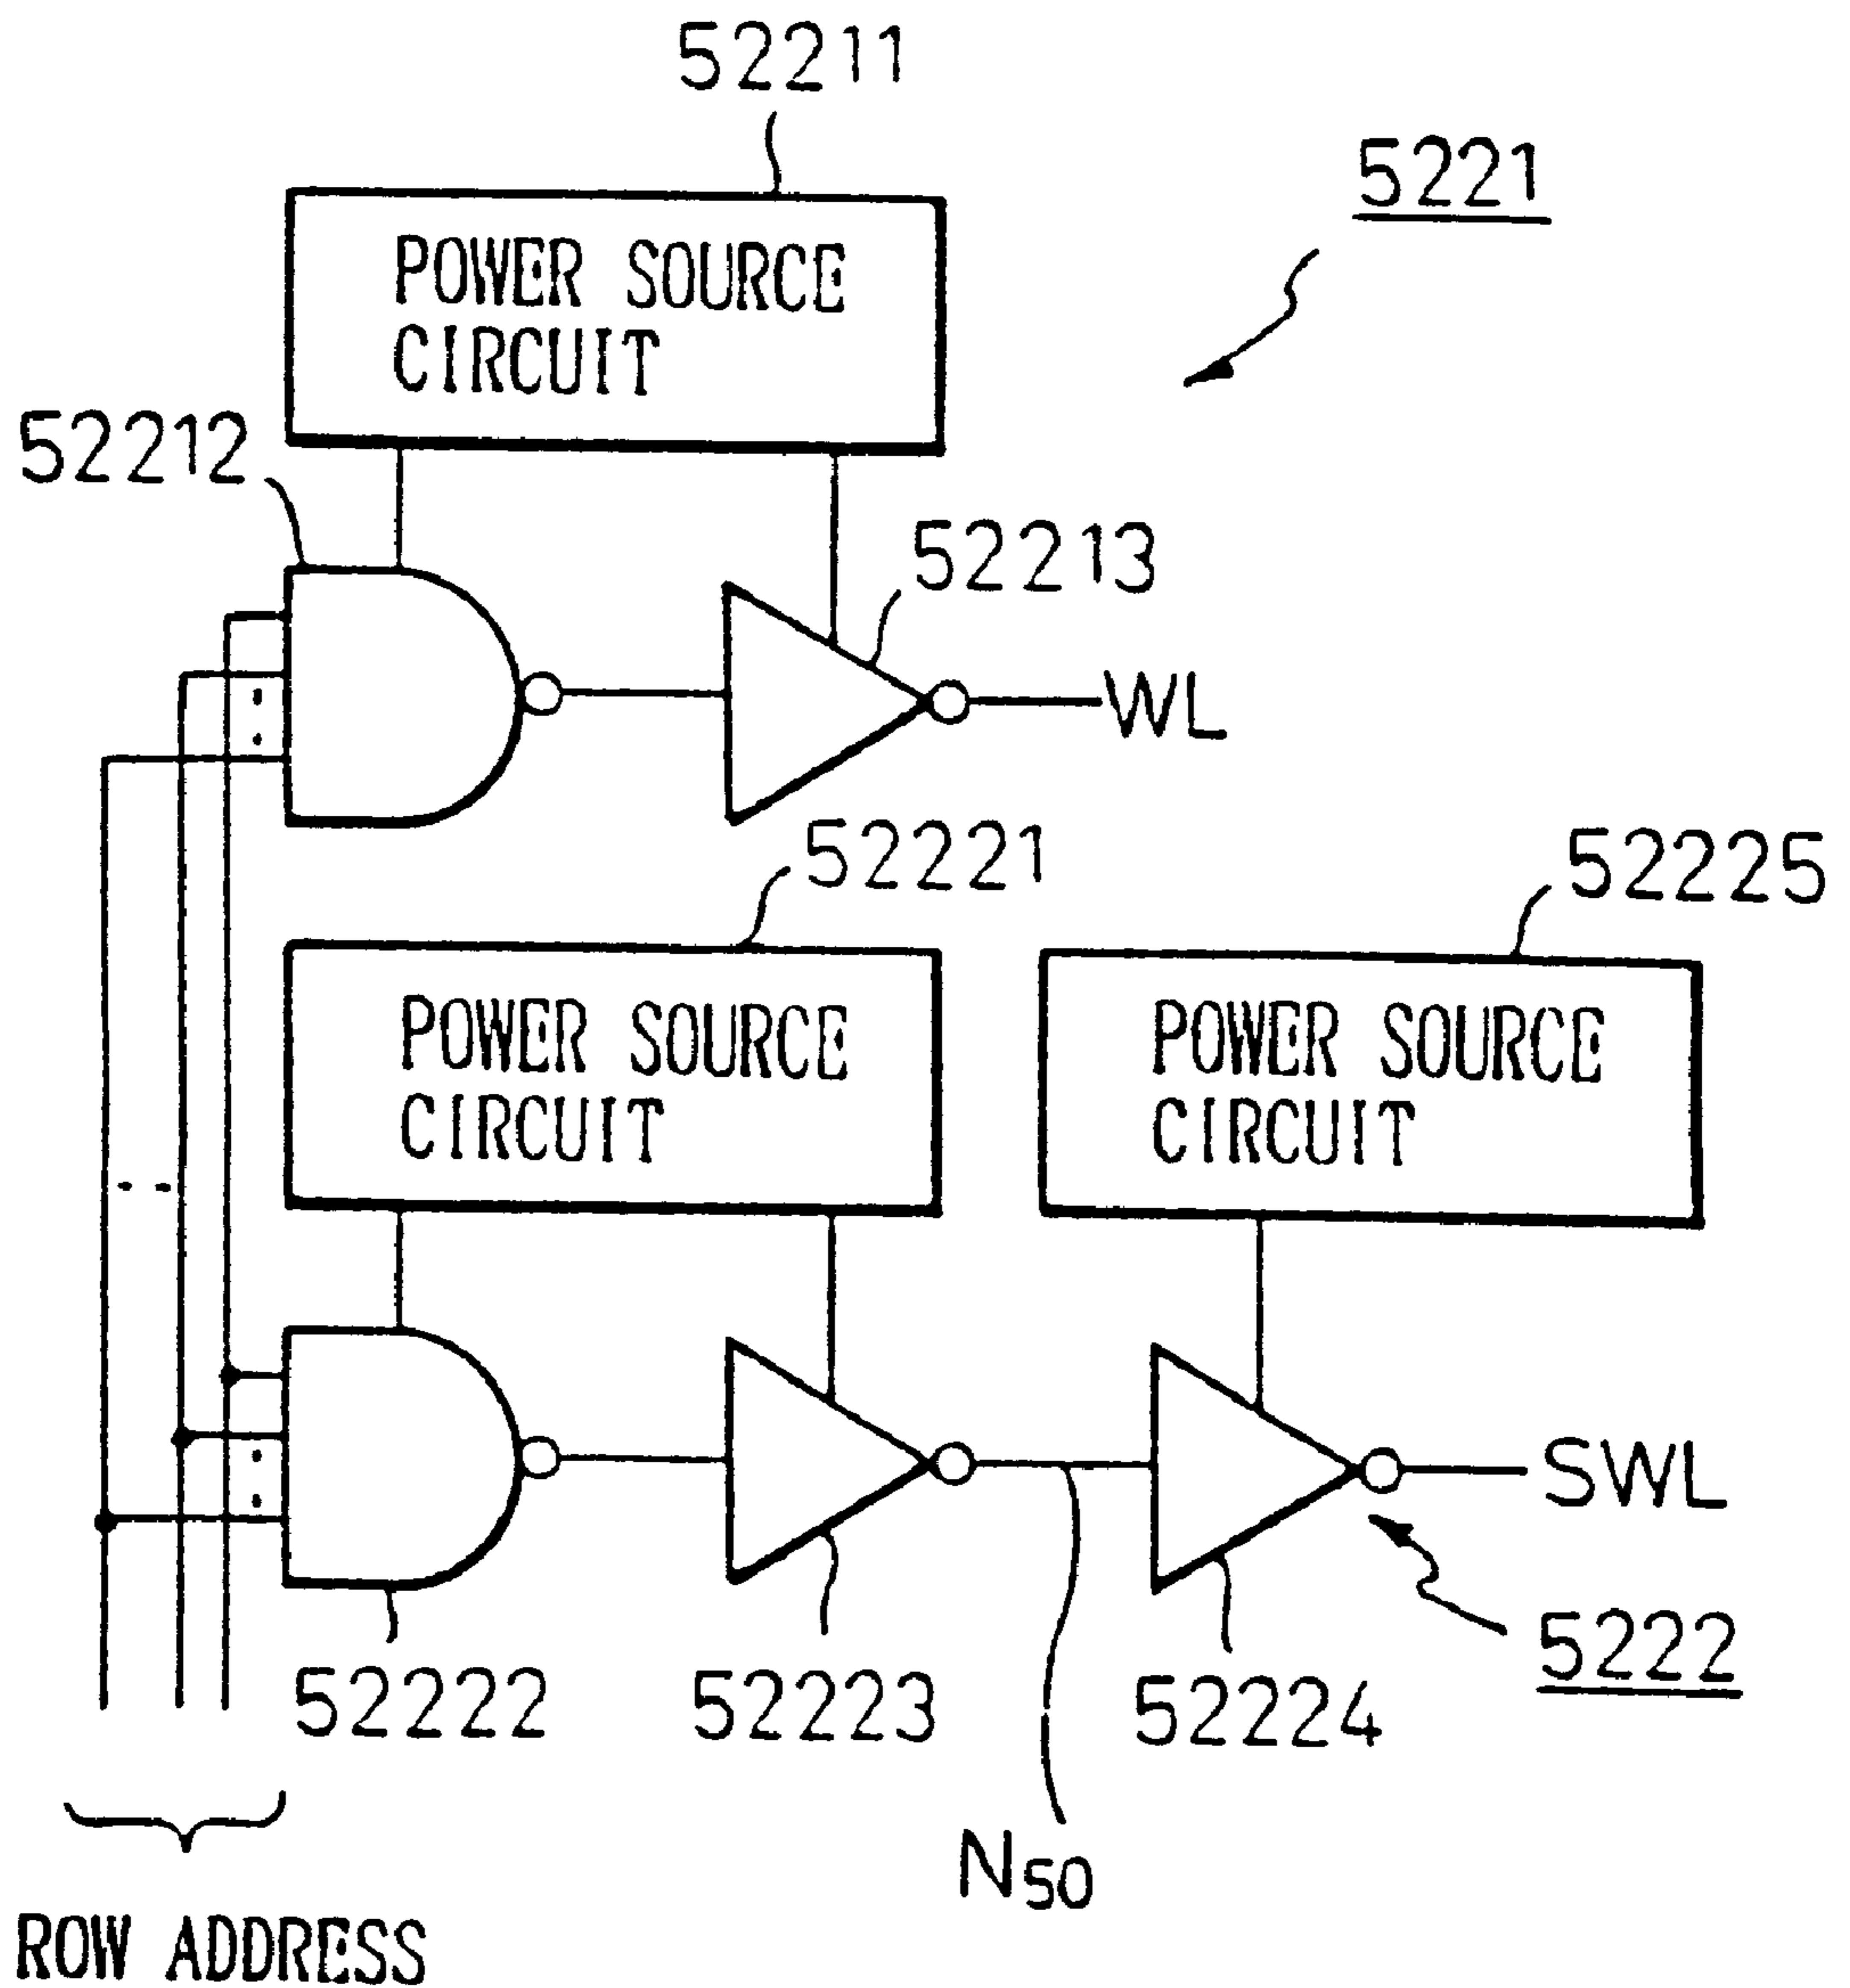 52211
5221
POWER SOURCE
CIRCUIT
52212
52213
WL
52221
52225
POWER SOURCE
CIRCUIT
POWER SOURCE
CIRCUIT
SWL
5222
52222
52223
52224
N50
ROW ADDRESS